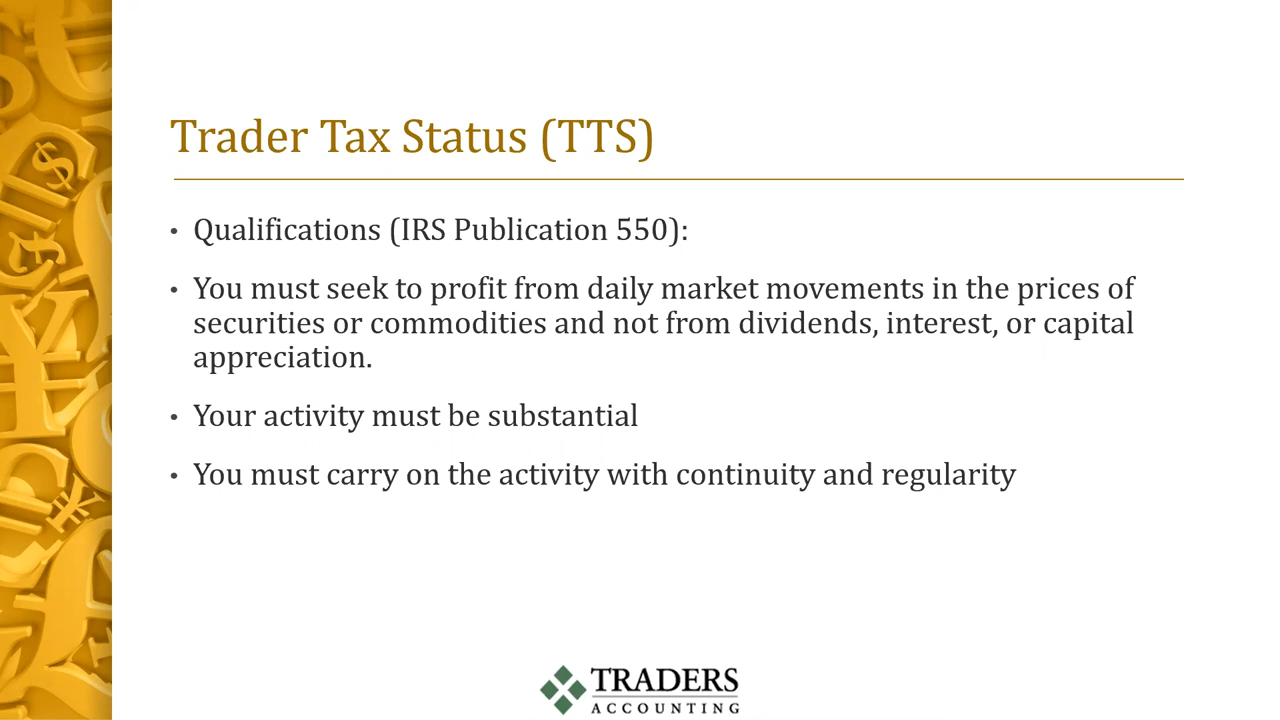 Trader Tax Status (TTS)
• Qualifications (IRS Publication 550):
• You must seek to profit from daily market movements in the prices of
securities or commodities and not from dividends, interest, or capital
appreciation.
• Your activity must be substantial
• You must carry on the activity with continuity and regularity
TRADERS
ACCOUNTING